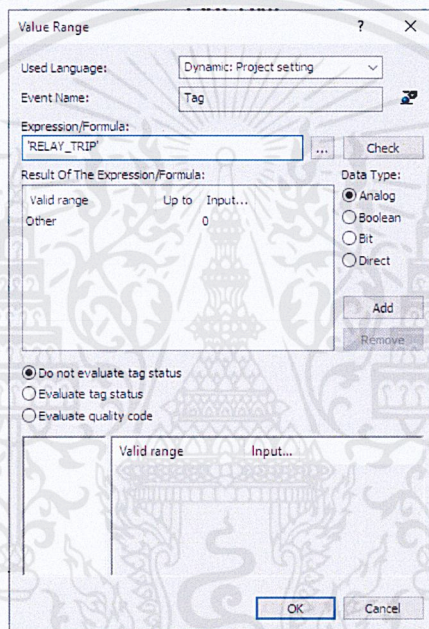 Value Range ? X
Used Language: Dynamic: Project setting
Event Name: Tag
Expression/Formula:
'RELAY_TRIP' ... Check
Result Of The Expression/Formula: Data Type:
Valid range Up to Input... Analog
Other 0 Boolean
Bit
Direct
Add
Remove
Do not evaluate tag status
Evaluate tag status
Evaluate quality code
Valid range Input...
OK Cancel